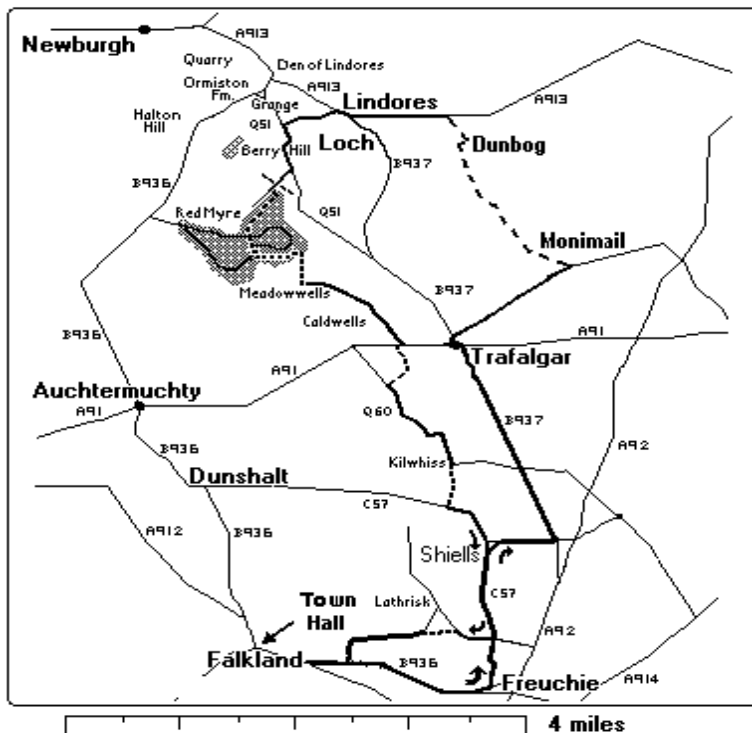 Newburgh
A913
Quarry
Den of Lindores
Ormiston
Fm.
A913
Grange
Lindores
A913
Halton
Hill
Q51
Loch
Dunbog
Berry Hill
B937
B936
Red Myre
Q51
Monimail
Meadowwells
B937
Caldwells
B936
A91
Trafalgar
A91
Auchtermuchty
A91
Q60
B937
B936
Kilwhiss
A92
Dunshalt
C57
A912
B936
Shiells
C57
Town
Hall
Lathrisk
A92
Falkland
B936
Freuchie
A914
4 miles